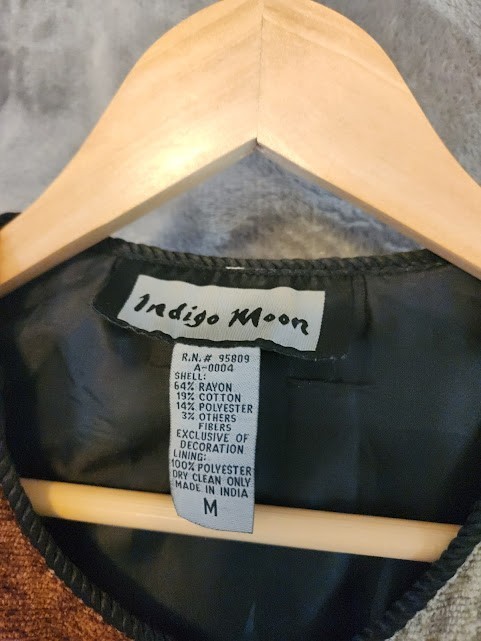 Indigo Moon
R.N.# 95809
A-0004
SHELL:
64% RAYON
19% COTTON
14% POLYESTER
3% OTHERS
FIBERS
EXCLUSIVE OF
DECORATION
LINING:
100% POLYESTER
DRY CLEAN ONLY
MADE IN INDIA
M